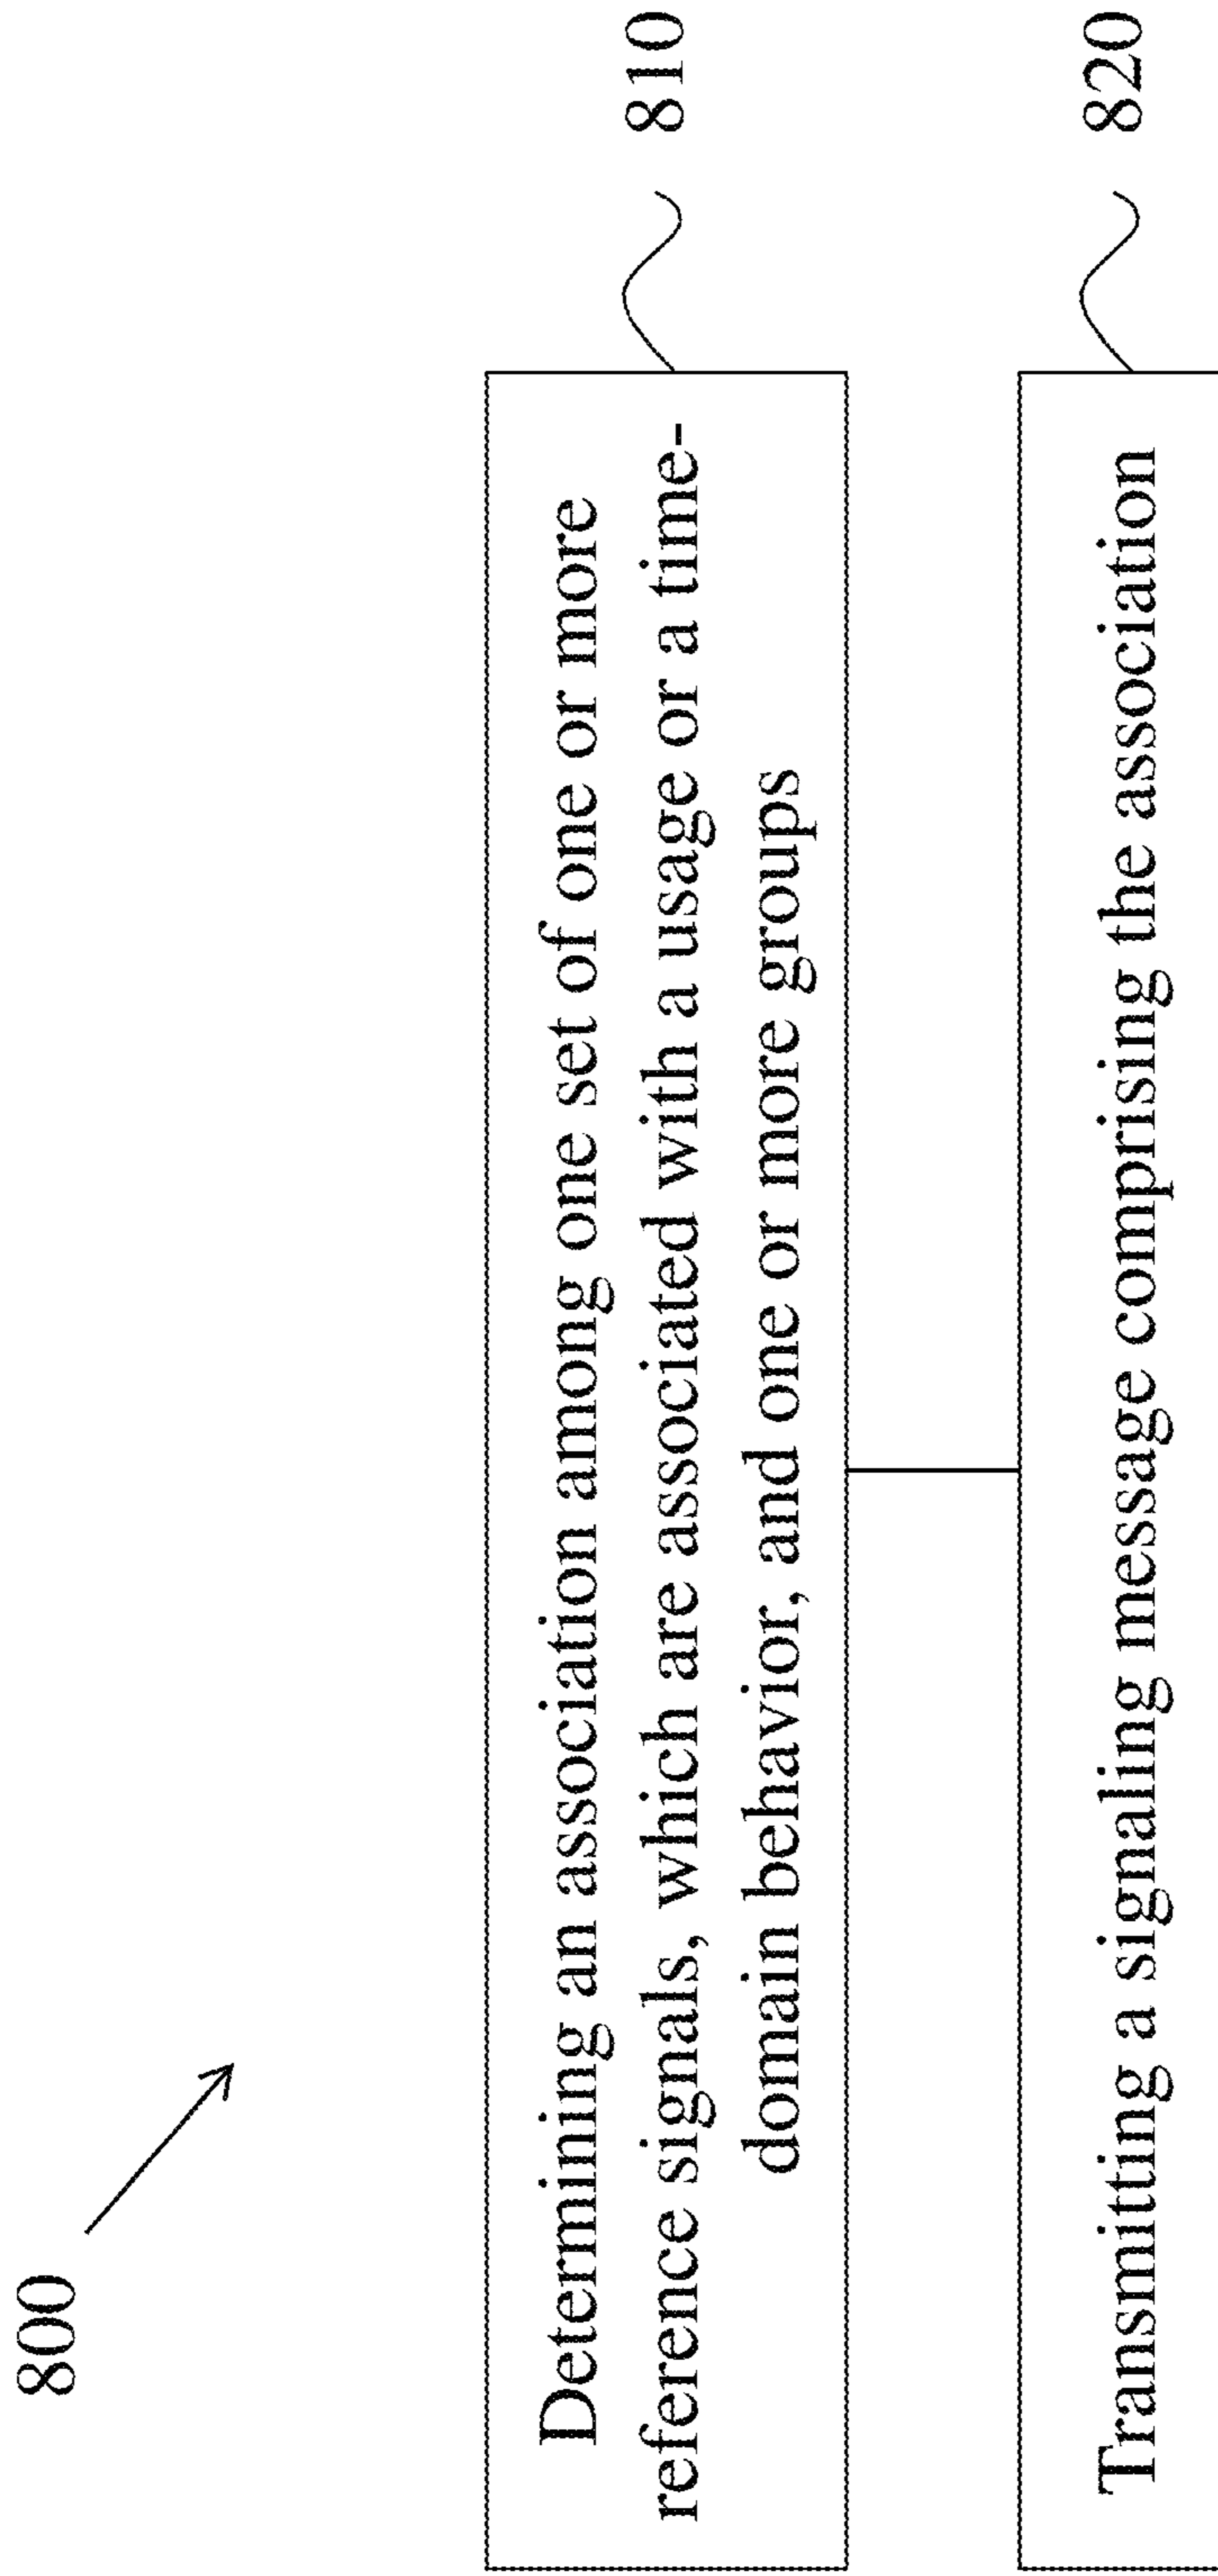 800
Determining an association among one set of one or more
reference signals, which are associated with a usage or a time-
domain behavior, and one or more groups
810
Transmitting a signaling message comprising the association
820